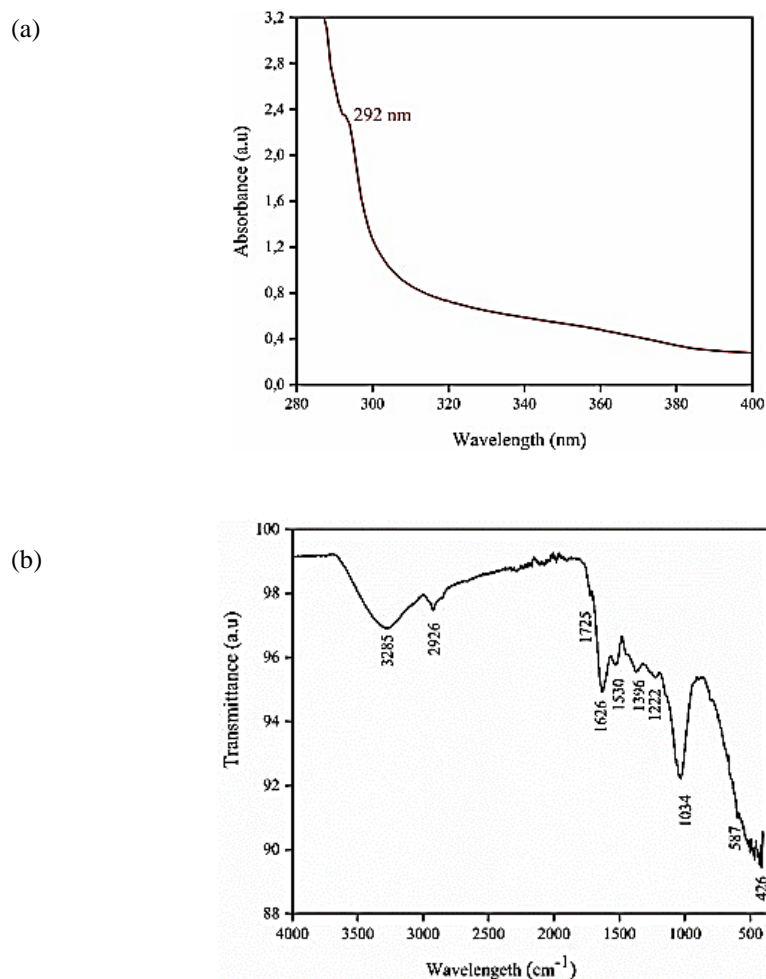 (a)
3,2
2,8
2,4
2,0
1,6
1,2
0,8
0,4
0,0
292 nm
Absorbance (a.u)
280 300 320 340 360 380 400
Wavelength (nm)
(b)
100
98
96
94
92
90
88
3285
2926
1725
1626
1530
1396
1222
1034
587
426
Transmittance (a.u)
4000 3500 3000 2500 2000 1500 1000 500
Wavelengeth (cm⁻¹)